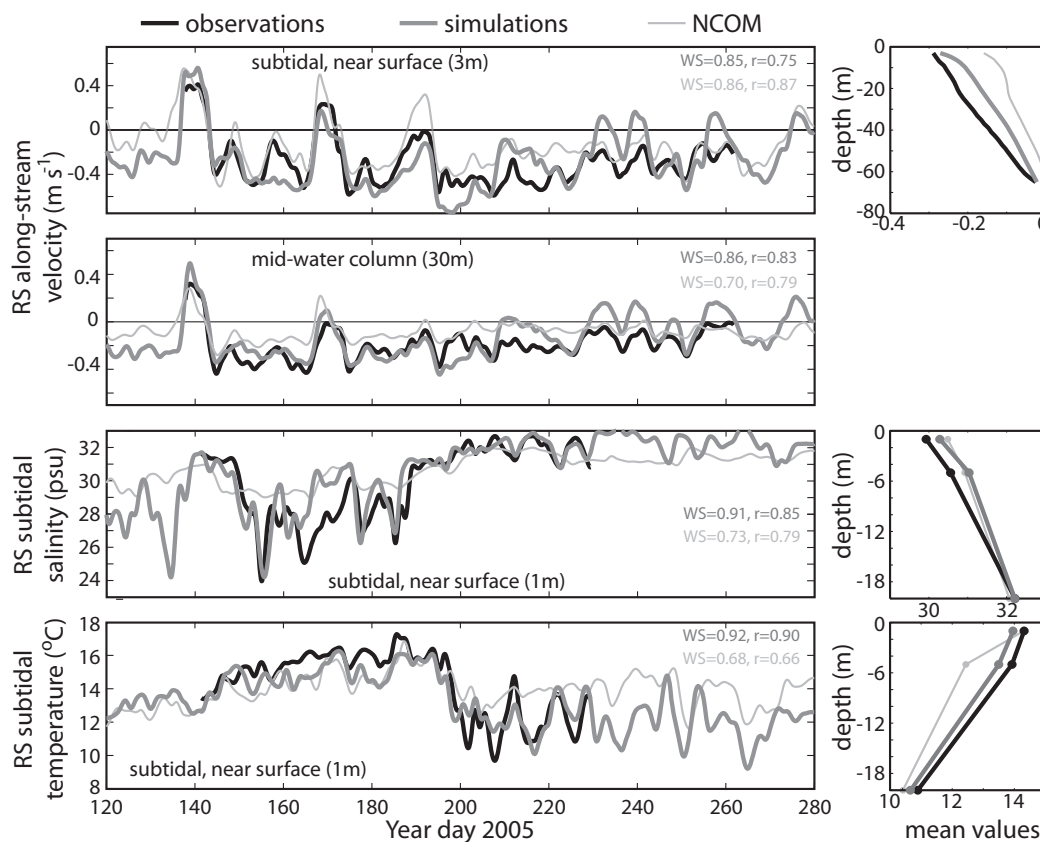 observations simulations NCOM
RS along-stream
velocity (m s-1)
0.4
0
-0.4
subtidal, near surface (3m)
WS=0.85, r=0.75
WS=0.86, r=0.87
0
-20
-40
-60
-80
depth (m)
-0.4 -0.2 0
0.4
0
-0.4
mid-water column (30m)
WS=0.86, r=0.83
WS=0.70, r=0.79
RS subtidal
salinity (psu)
32
30
28
26
24
WS=0.91, r=0.85
WS=0.73, r=0.79
subtidal, near surface (1m)
0
-6
-12
-18
depth (m)
30 32
RS subtidal
temperature (oC)
18
16
14
12
10
8
WS=0.92, r=0.90
WS=0.68, r=0.66
subtidal, near surface (1m)
0
-6
-12
-18
depth (m)
120 140 160 180 200 220 240 260 280
Year day 2005
10 12 14
mean values